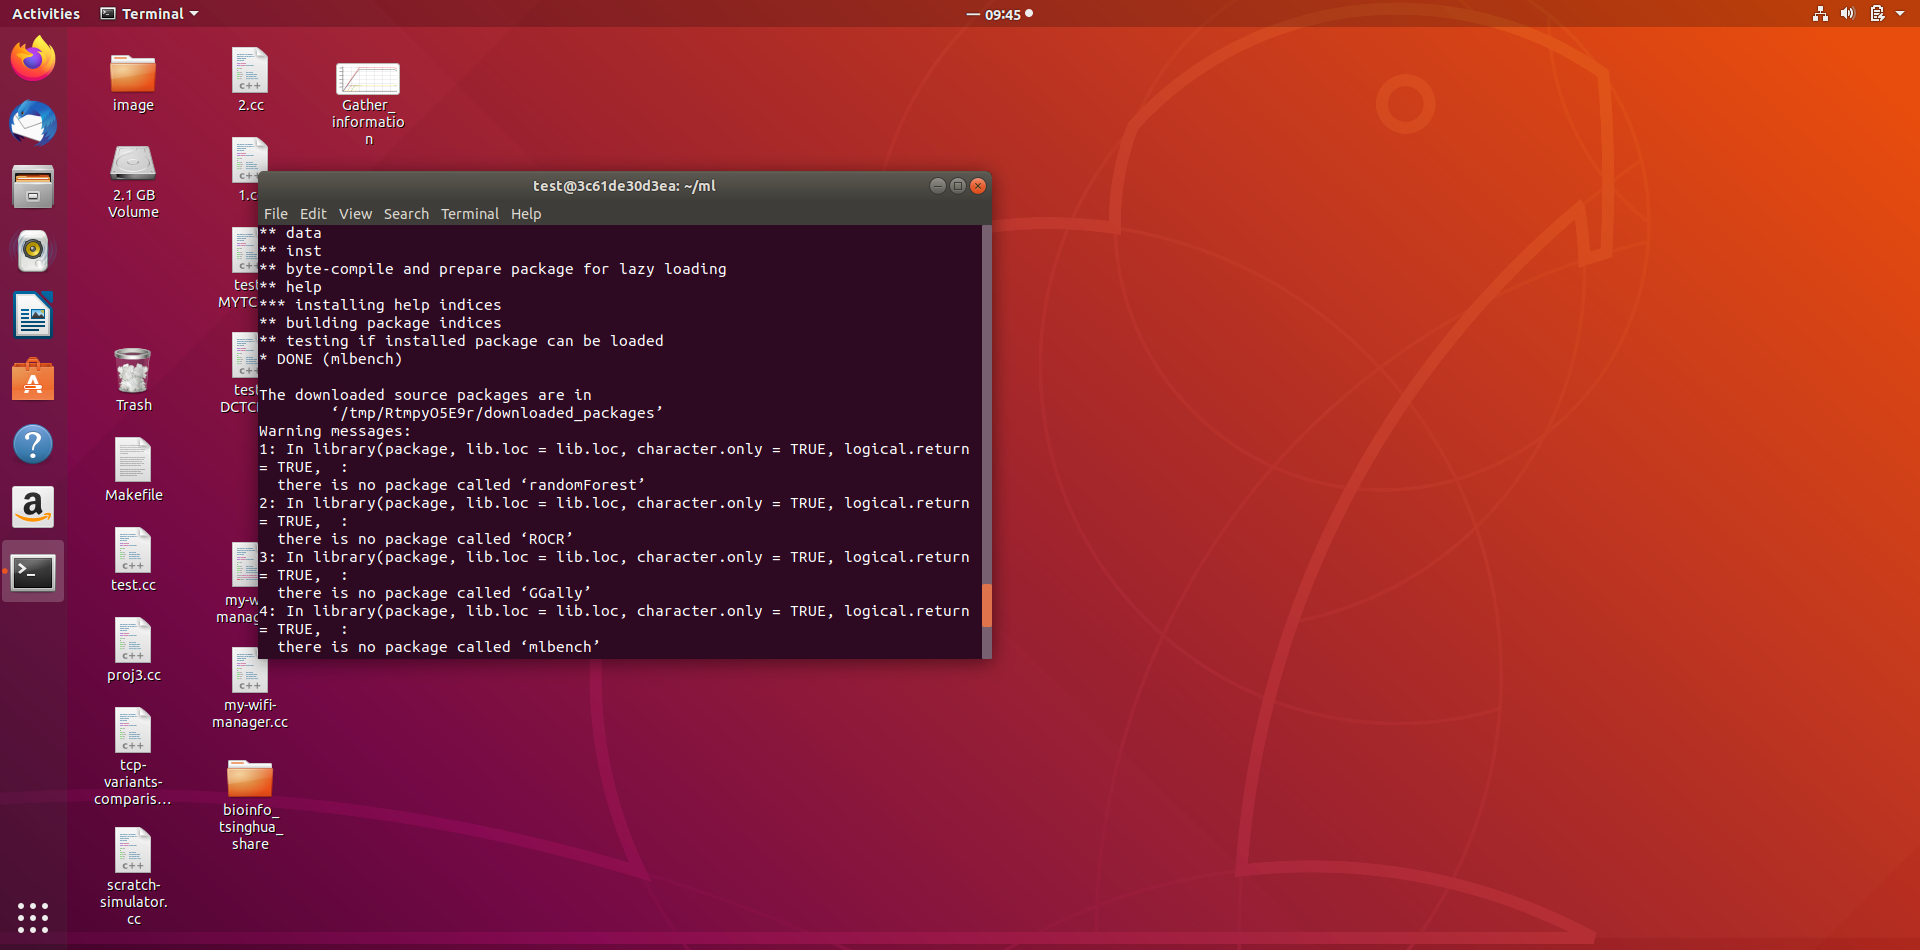 Activities
Terminal
09:45
image
2.cc
Gather_
informatio
n
2.1 GB
Volume
1.c
test@3c61de30d3ea: ~/ml
File Edit View Search Terminal Help
** data
** inst
** byte-compile and prepare package for lazy loading
** help
*** installing help indices
** building package indices
** testing if installed package can be loaded
* DONE (mlbench)
The downloaded source packages are in
‘/tmp/RtmpyO5E9r/downloaded_packages’
Warning messages:
1: In library(package, lib.loc = lib.loc, character.only = TRUE, logical.return
= TRUE,  :
there is no package called ‘randomForest’
2: In library(package, lib.loc = lib.loc, character.only = TRUE, logical.return
= TRUE,  :
there is no package called ‘ROCR’
3: In library(package, lib.loc = lib.loc, character.only = TRUE, logical.return
= TRUE,  :
there is no package called ‘GGally’
4: In library(package, lib.loc = lib.loc, character.only = TRUE, logical.return
= TRUE,  :
there is no package called ‘mlbench’
tes
MYTC
Trash
tes
DCTC
Makefile
test.cc
my-w
mana
proj3.cc
my-wifi-
manager.cc
tcp-
variants-
comparis…
bioinfo_
tsinghua_
share
scratch-
simulator.
cc
c++
c++
c++
c++
c++
c++
c++